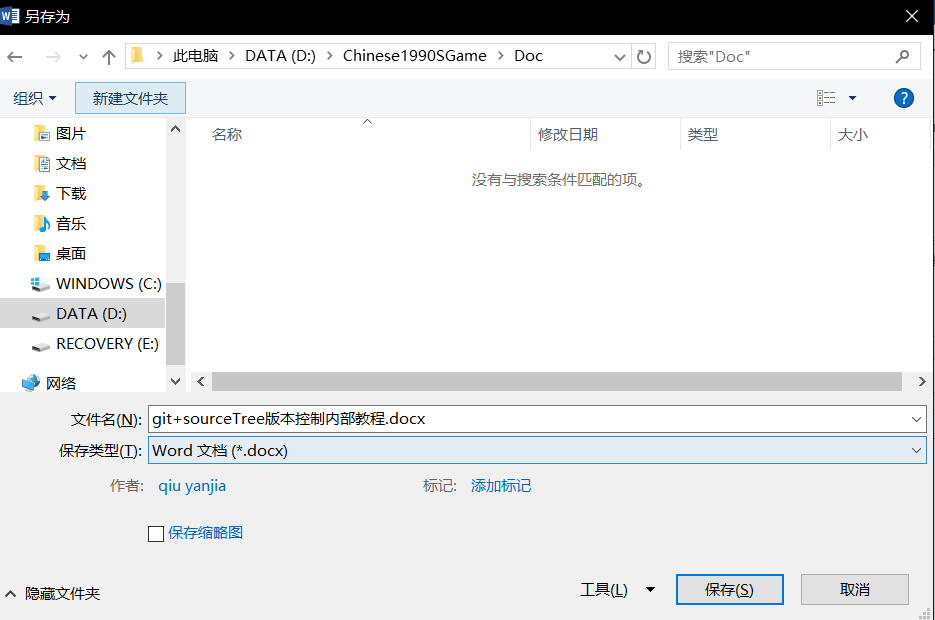 另存为
此电脑 > DATA (D:) > Chinese1990SGame > Doc
搜索"Doc"
组织
新建文件夹
?
名称 修改日期 类型 大小
没有与搜索条件匹配的项。
图片
文档
下载
音乐
桌面
WINDOWS (C:)
DATA (D:)
RECOVERY (E:)
网络
文件名(N): git+sourceTree版本控制内部教程.docx
保存类型(T): Word 文档 (*.docx)
作者: qiu yanjia 标记: 添加标记
保存缩略图
隐藏文件夹 工具(L) 保存(S) 取消